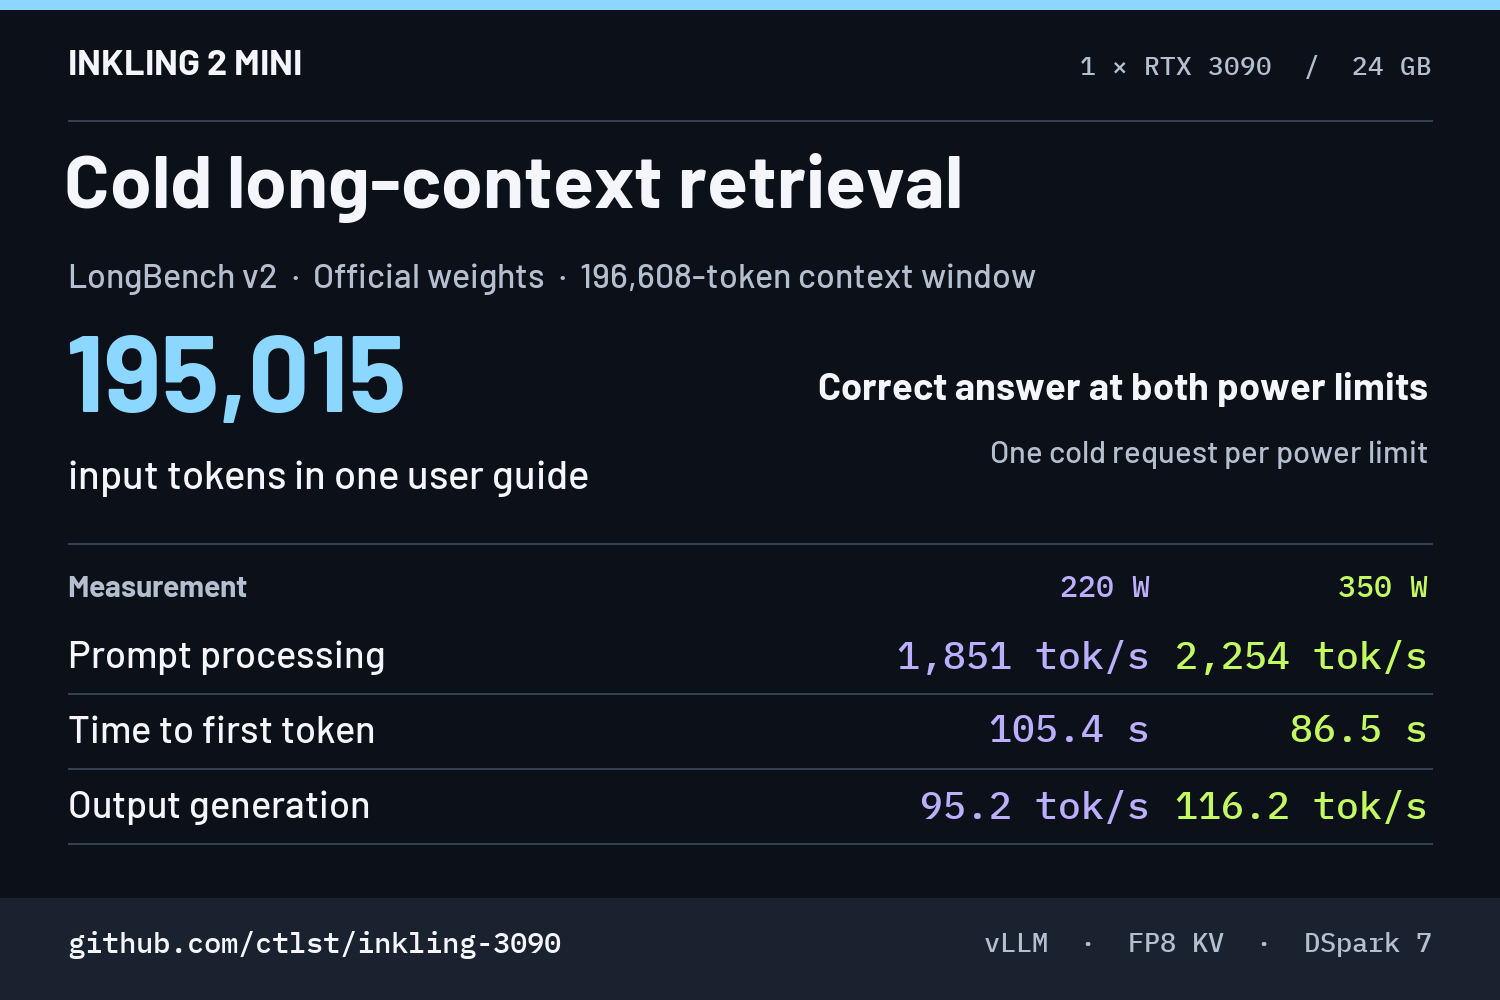 INKLING 2 MINI
1 × RTX 3090 / 24 GB
Cold long-context retrieval
LongBench v2 · Official weights · 196,608-token context window
195,015
input tokens in one user guide
Correct answer at both power limits
One cold request per power limit
Measurement 220 W 350 W
Prompt processing 1,851 tok/s 2,254 tok/s
Time to first token 105.4 s 86.5 s
Output generation 95.2 tok/s 116.2 tok/s
github.com/ctlst/inkling-3090
vLLM · FP8 KV · DSpark 7